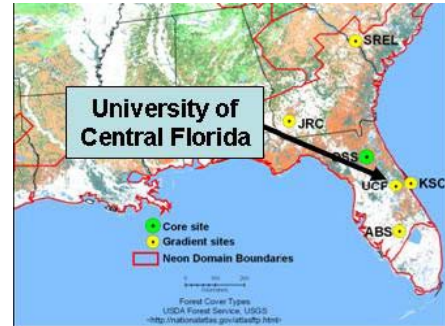 SREL
University of
Central Florida
JRC
OSS
UCF
KSC
ABS
Core site
Gradient sites
Neon Domain Boundaries
Forest Cover Types
USDA Forest Service, USGS